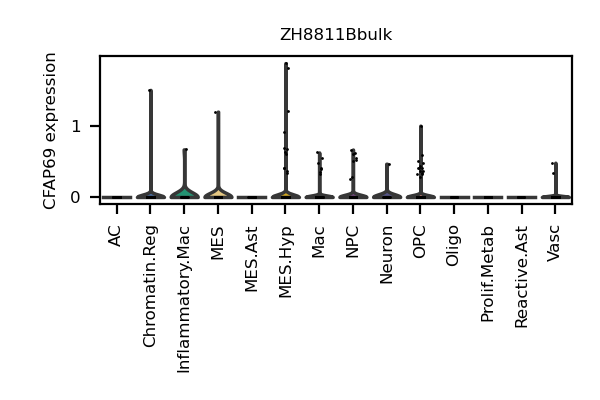 ZH8811Bbulk
CFAP69 expression
1
0
AC
Chromatin.Reg
Inflammatory.Mac
MES
MES.Ast
MES.Hyp
Mac
NPC
Neuron
OPC
Oligo
Prolif.Metab
Reactive.Ast
Vasc